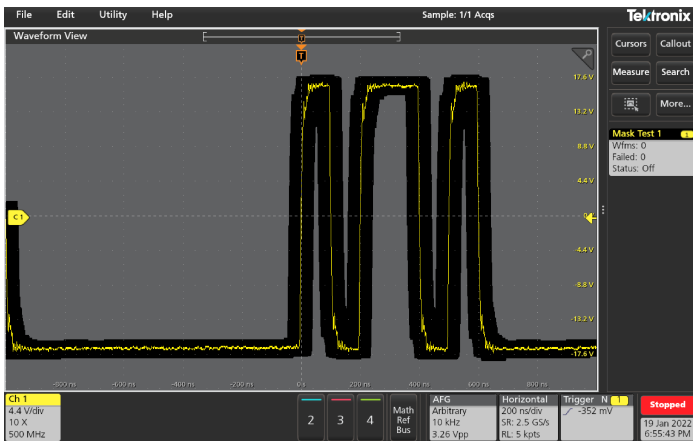 File Edit Utility Help Sample: 1/1 Acqs Tektronix
Waveform View
T
T
Cursors Callout
Measure Search
More...
Mask Test 1 1
Wfms: 0
Failed: 0
Status: Off
17.6 V
13.2 V
8.8 V
4.4 V
C1
-4.4 V
-8.8 V
-13.2 V
-17.6 V
-800 ns -600 ns -400 ns -200 ns 0 s 200 ns 400 ns 600 ns 800 ns
Ch 1
4.4 V/div
10 X
500 MHz
2 3 4
Math
Ref
Bus
AFG
Arbitrary
10 kHz
3.26 Vpp
Horizontal
200 ns/div
SR: 2.5 GS/s
RL: 5 kpts
Trigger N 1
-352 mV
Stopped
19 Jan 2022
6:55:43 PM